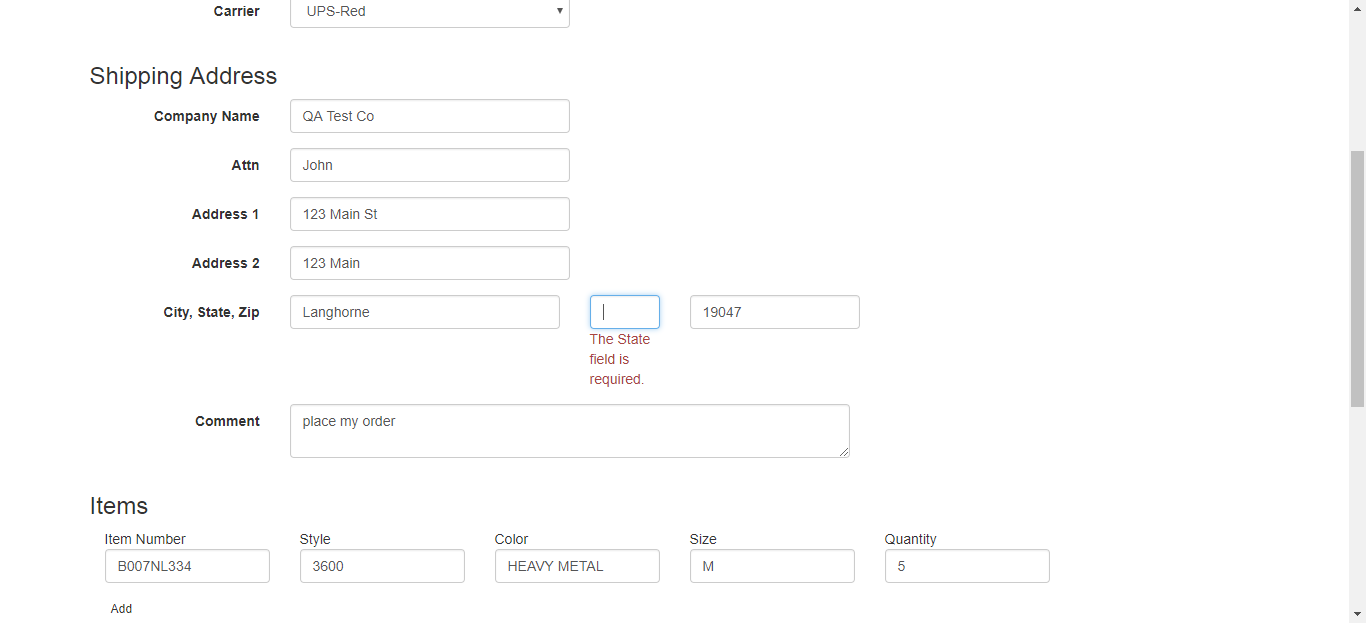 Carrier UPS-Red
Shipping Address
Company Name QA Test Co
Attn John
Address 1 123 Main St
Address 2 123 Main
City, State, Zip Langhorne 19047
The State
field is
required.
Comment place my order
Items
Item Number Style Color Size Quantity
B007NL334 3600 HEAVY METAL M 5
Add